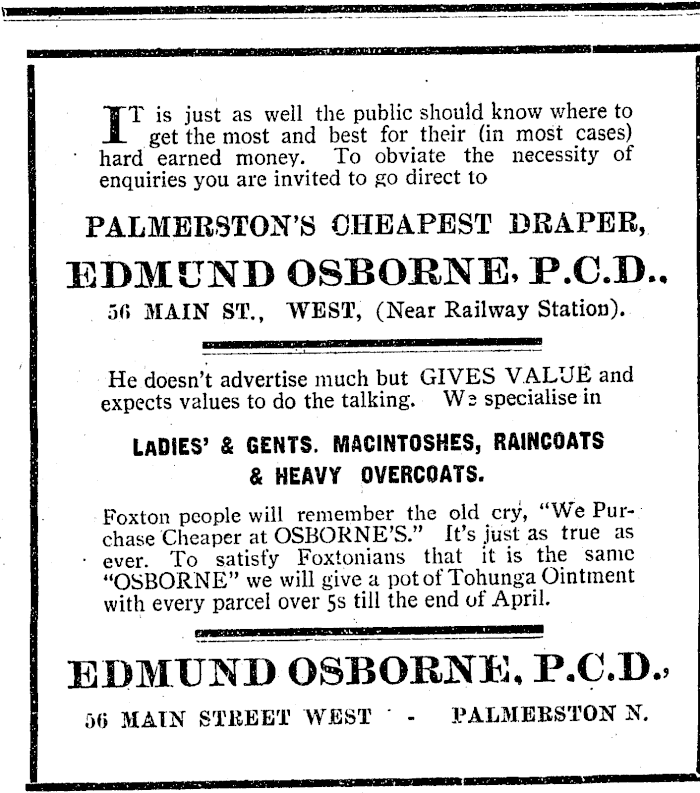 IT is just as well the public should know where to
get the most and best for their (in most cases)
hard earned money. To obviate the necessity of
enquiries you are invited to go direct to
PALMERSTON'S CHEAPEST DRAPER,
EDMUND OSBORNE, P.C.D.,
56 MAIN ST., WEST, (Near Railway Station).
He doesn't advertise much but GIVES VALUE and
expects values to do the talking. We specialise in
LADIES' & GENTS. MACINTOSHES, RAINCOATS
& HEAVY OVERCOATS.
Foxton people will remember the old cry, "We Pur-
chase Cheaper at OSBORNE'S." It's just as true as
ever. To satisfy Foxtonians that it is the same
"OSBORNE" we will give a pot of Tohunga Ointment
with every parcel over 5s till the end of April.
EDMUND OSBORNE, P.C.D.,
56 MAIN STREET WEST - PALMERSTON N.